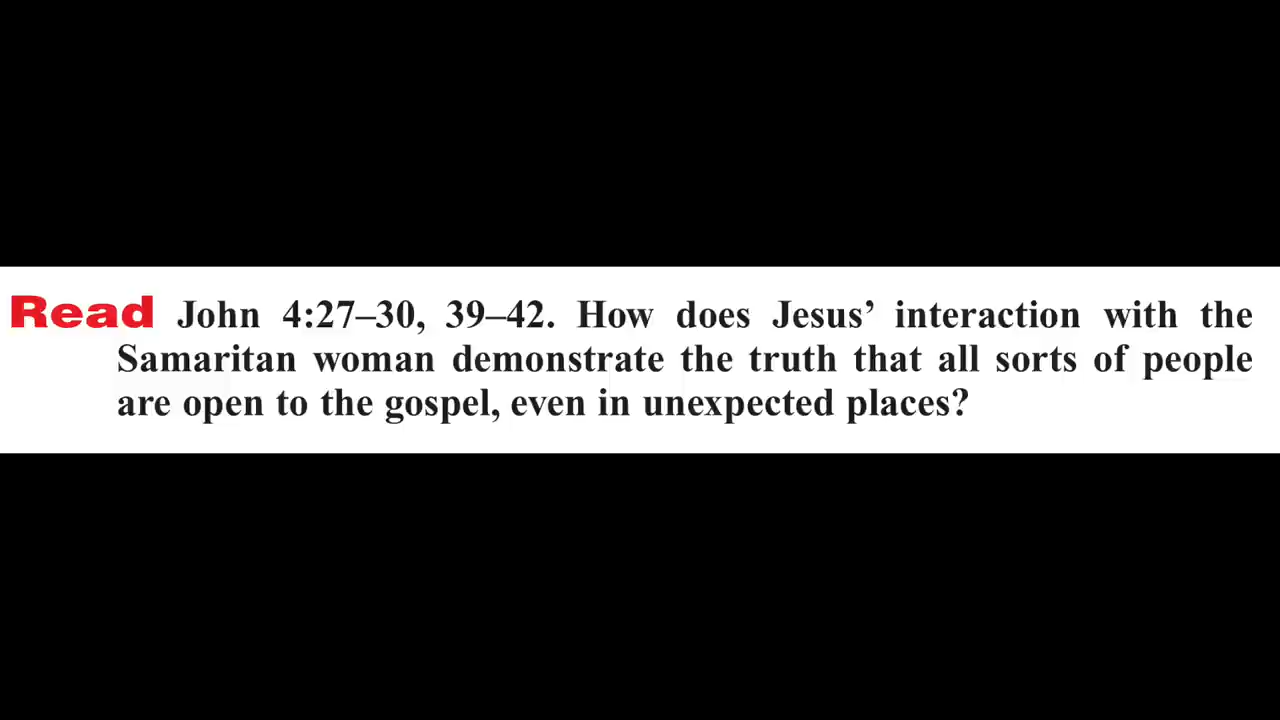 Read John 4:27–30, 39–42. How does Jesus’ interaction with the
Samaritan woman demonstrate the truth that all sorts of people
are open to the gospel, even in unexpected places?